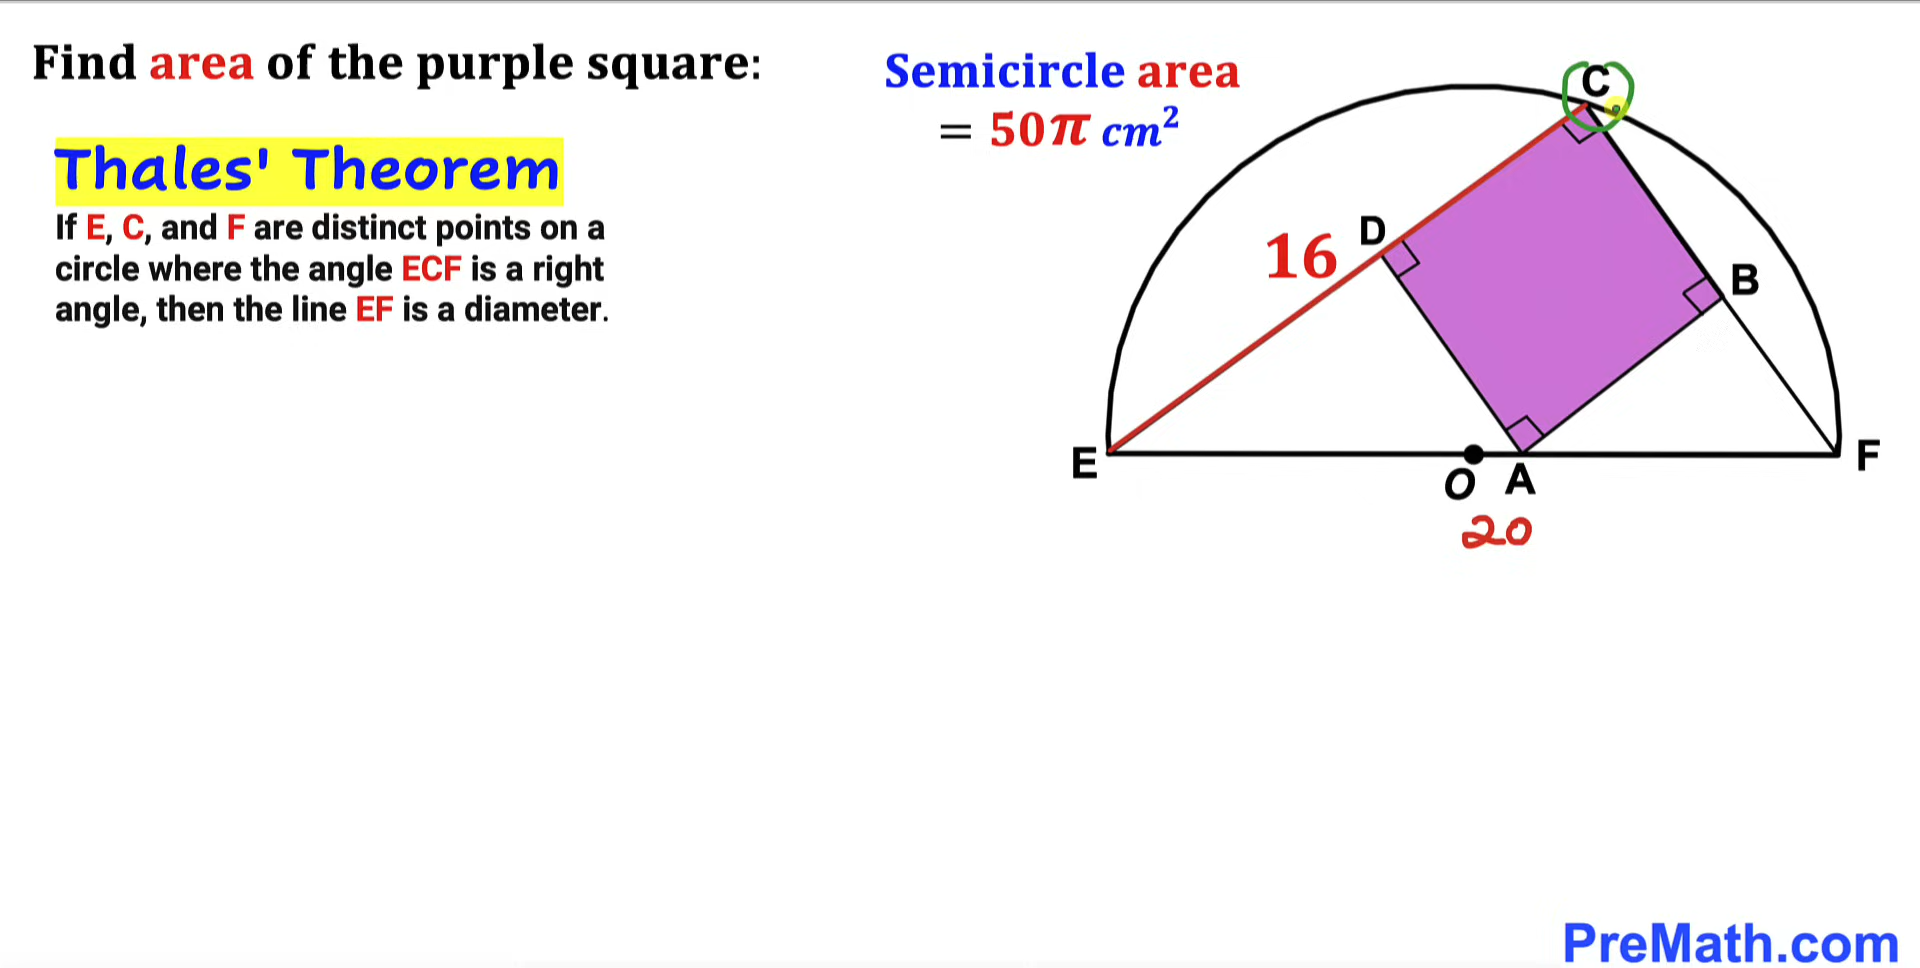 Find area of the purple square:
Semicircle area
= 50π cm²
Thales' Theorem
If E, C, and F are distinct points on a
circle where the angle ECF is a right
angle, then the line EF is a diameter.
C
D
16
B
E
O A
F
20
PreMath.com